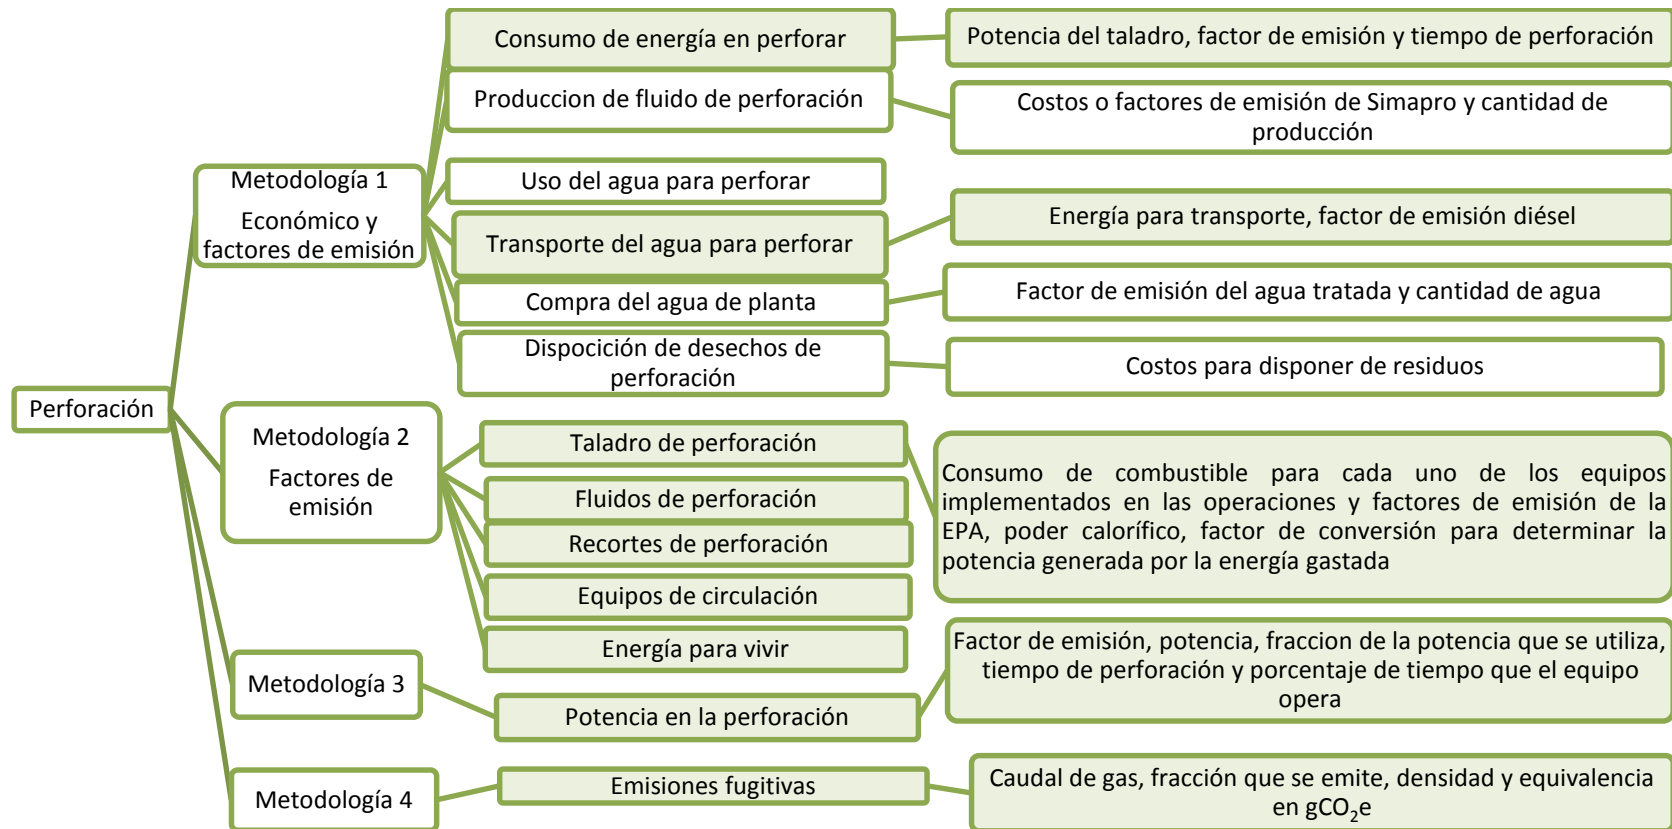 Perforación
Metodología 1
Económico y
factores de emisión
Consumo de energía en perforar
Potencia del taladro, factor de emisión y tiempo de perforación
Produccion de fluido de perforación
Costos o factores de emisión de Simapro y cantidad de
producción
Uso del agua para perforar
Transporte del agua para perforar
Energía para transporte, factor de emisión diésel
Compra del agua de planta
Factor de emisión del agua tratada y cantidad de agua
Dispocición de desechos de
perforación
Costos para disponer de residuos
Metodología 2
Factores de
emisión
Taladro de perforación
Fluidos de perforación
Recortes de perforación
Equipos de circulación
Energía para vivir
Consumo de combustible para cada uno de los equipos
implementados en las operaciones y factores de emisión de la
EPA, poder calorífico, factor de conversión para determinar la
potencia generada por la energía gastada
Metodología 3
Potencia en la perforación
Factor de emisión, potencia, fraccion de la potencia que se utiliza,
tiempo de perforación y porcentaje de tiempo que el equipo
opera
Metodología 4
Emisiones fugitivas
Caudal de gas, fracción que se emite, densidad y equivalencia
en gCO₂e